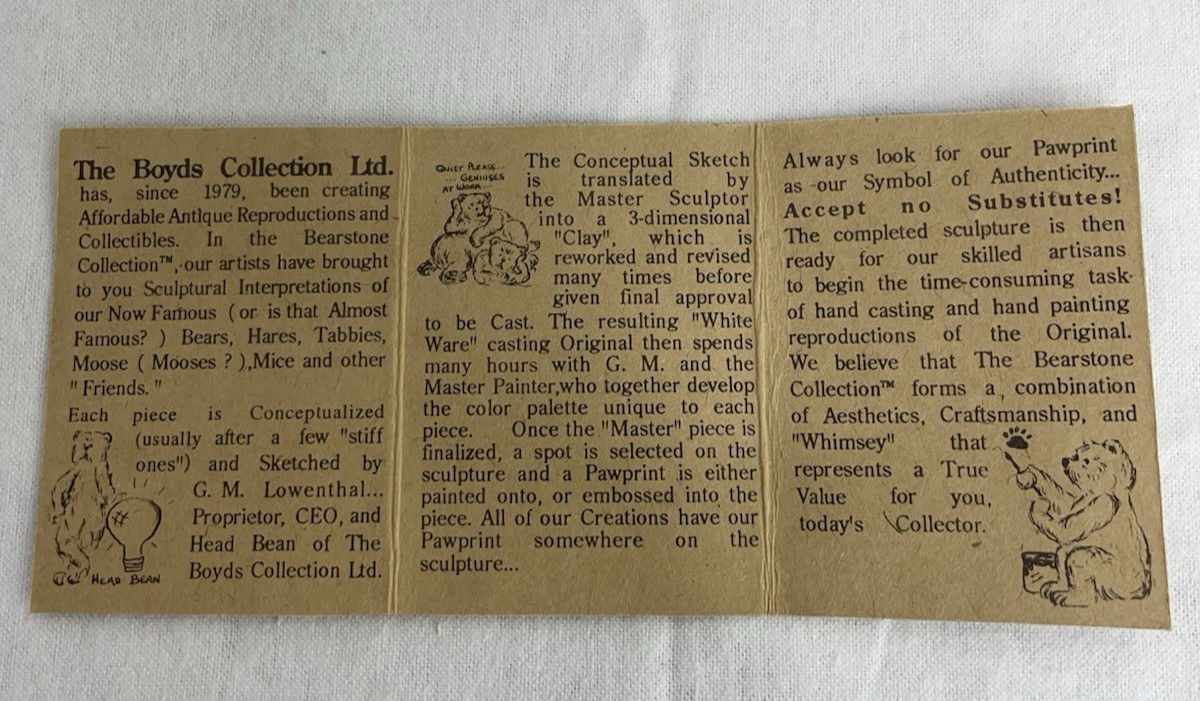 The Boyds Collection Ltd.
has, since 1979, been creating
Affordable Antique Reproductions and
Collectibles. In the Bearstone
Collection™, our artists have brought
to you Sculptural Interpretations of
our Now Famous ( or is that Almost
Famous? ) Bears, Hares, Tabbies,
Moose ( Mooses ? ),Mice and other
" Friends. "
Each piece is Conceptualized
(usually after a few "stiff
ones") and Sketched by
G. M. Lowenthal...
Proprietor, CEO, and
Head Bean of The
Boyds Collection Ltd.
HEAD BEAN
QUIET PLEASE...
... GENIUSES
AT WORK...
The Conceptual Sketch
is translated by
the Master Sculptor
into a 3-dimensional
"Clay", which is
reworked and revised
many times before
given final approval
to be Cast. The resulting "White
Ware" casting Original then spends
many hours with G. M. and the
Master Painter,who together develop
the color palette unique to each
piece. Once the "Master" piece is
finalized, a spot is selected on the
sculpture and a Pawprint is either
painted onto, or embossed into the
piece. All of our Creations have our
Pawprint somewhere on the
sculpture...
Always look for our Pawprint
as our Symbol of Authenticity...
Accept no Substitutes!
The completed sculpture is then
ready for our skilled artisans
to begin the time-consuming task
of hand casting and hand painting
reproductions of the Original.
We believe that The Bearstone
Collection™ forms a combination
of Aesthetics, Craftsmanship, and
"Whimsey" that
represents a True
Value for you,
today's Collector.